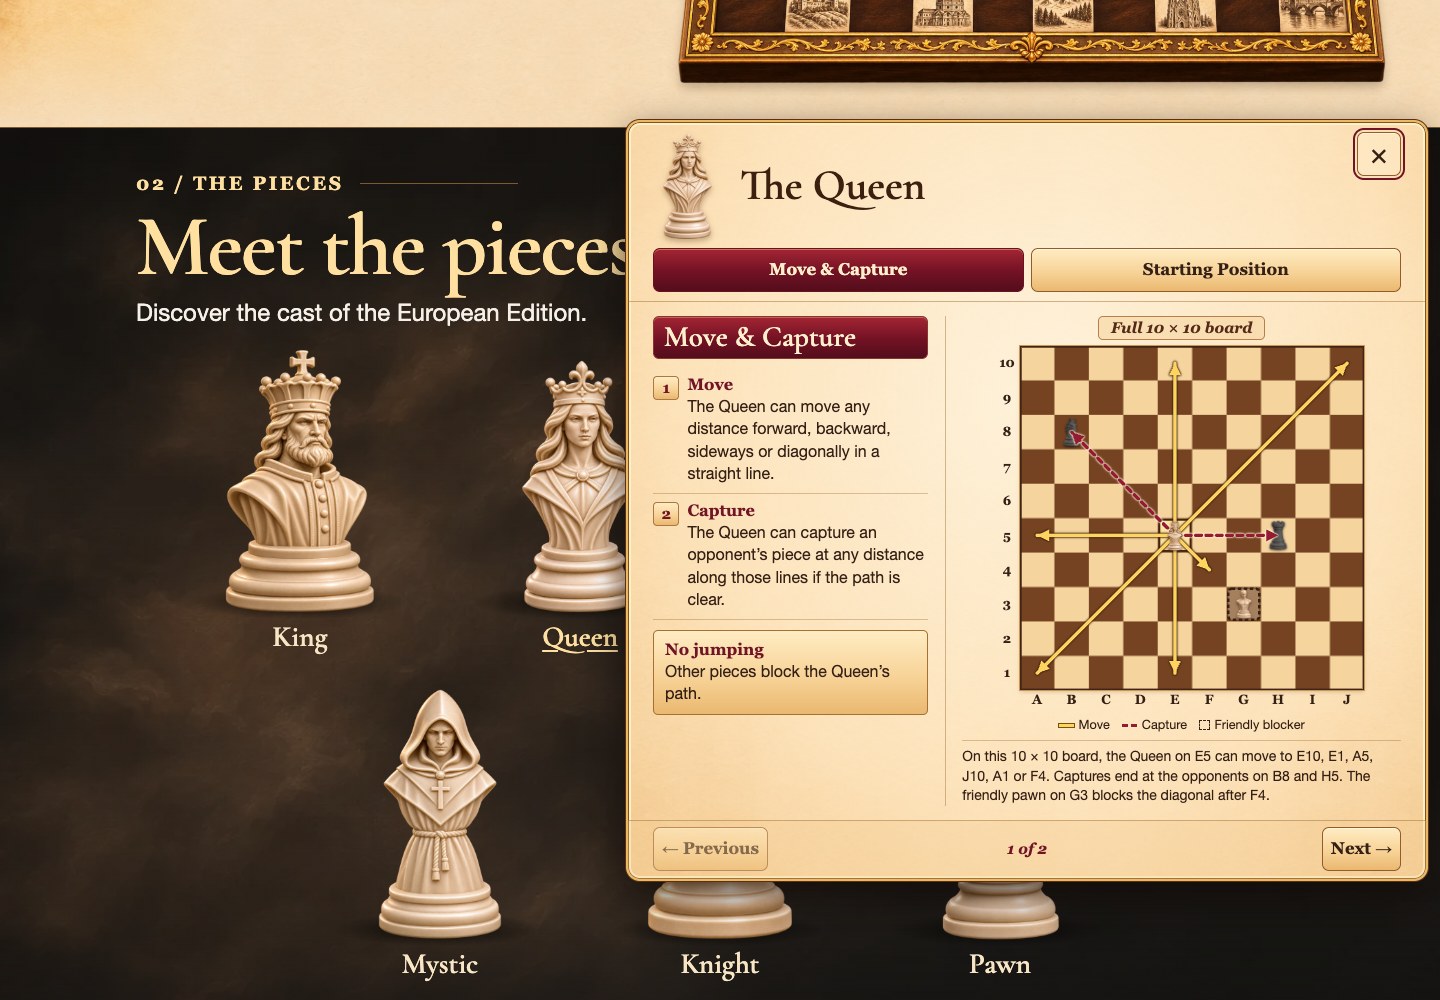 02 / THE PIECES
Meet the pieces
Discover the cast of the European Edition.
King
Queen
Mystic
Knight
Pawn
The Queen
×
Move & Capture
Starting Position
Move & Capture
1
Move
The Queen can move any
distance forward, backward,
sideways or diagonally in a
straight line.
2
Capture
The Queen can capture an
opponent’s piece at any distance
along those lines if the path is
clear.
No jumping
Other pieces block the Queen’s
path.
Full 10 × 10 board
10
9
8
7
6
5
4
3
2
1
A B C D E F G H I J
Move Capture Friendly blocker
On this 10 × 10 board, the Queen on E5 can move to E10, E1, A5,
J10, A1 or F4. Captures end at the opponents on B8 and H5. The
friendly pawn on G3 blocks the diagonal after F4.
← Previous
1 of 2
Next →